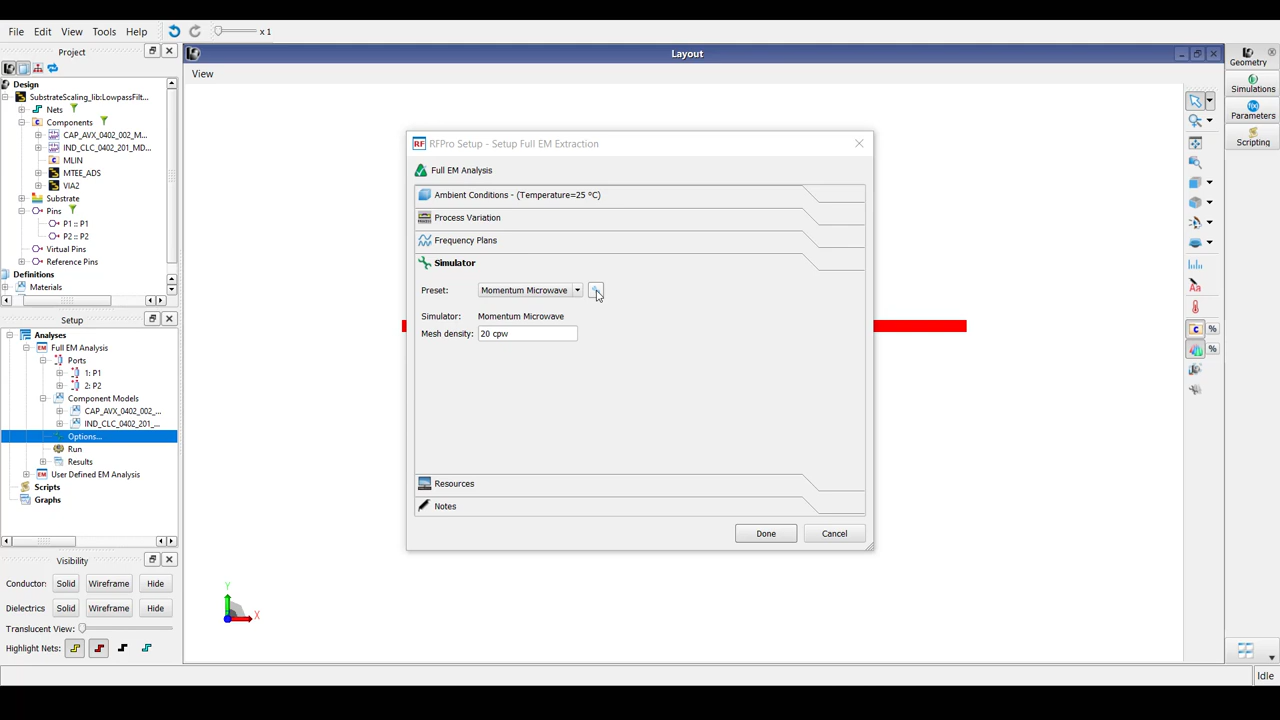 File Edit View Tools Help x 1
Project
Design
SubstrateScaling_lib:LowpassFilt...
Nets
Components
CAP_AVX_0402_002_M...
IND_CLC_0402_201_MD...
MLIN
MTEE_ADS
VIA2
Substrate
Pins
P1 :: P1
P2 :: P2
Virtual Pins
Reference Pins
Definitions
Materials
Setup
Analyses
EM Full EM Analysis
Ports
1: P1
2: P2
Component Models
CAP_AVX_0402_002_...
IND_CLC_0402_201_...
Options...
Run
Results
EM User Defined EM Analysis
Scripts
Graphs
Visibility
Conductor: Solid Wireframe Hide
Dielectrics: Solid Wireframe Hide
Translucent View:
Highlight Nets:
Layout
View
RF RFPro Setup - Setup Full EM Extraction
Full EM Analysis
Ambient Conditions - (Temperature=25 ºC)
Process Variation
Frequency Plans
Simulator
Preset: Momentum Microwave
Simulator: Momentum Microwave
Mesh density: 20 cpw
Resources
Notes
Done Cancel
Y
X
Aa
C %
%
Geometry
Simulations
f(x)
Parameters
Scripting
Idle